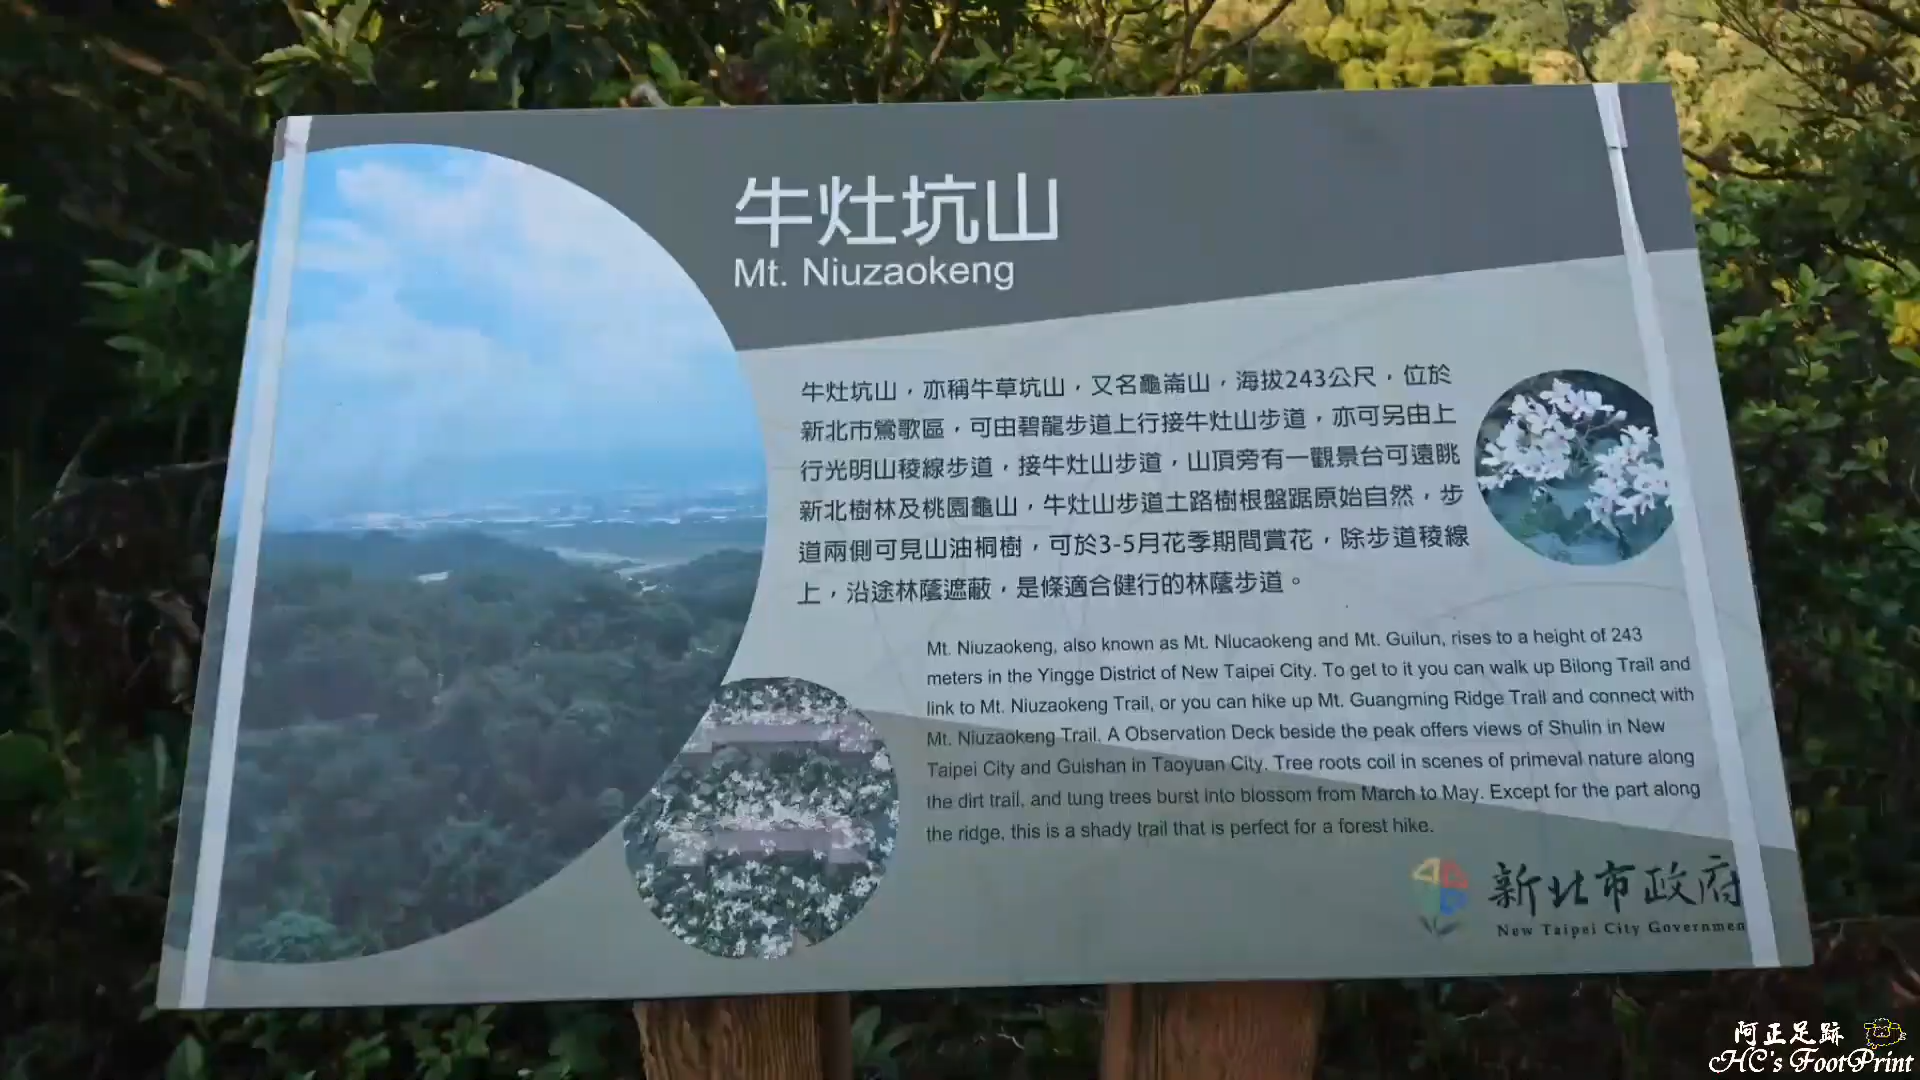 牛灶坑山
Mt. Niuzaokeng
牛灶坑山，亦稱牛草坑山，又名龜崙山，海拔243公尺，位於
新北市鶯歌區，可由碧龍步道上行接牛灶山步道，亦可另由上
行光明山稜線步道，接牛灶山步道，山頂旁有一觀景台可遠眺
新北樹林及桃園龜山，牛灶山步道土路樹根盤踞原始自然，步
道兩側可見山油桐樹，可於3-5月花季期間賞花，除步道稜線
上，沿途林蔭遮蔽，是條適合健行的林蔭步道。
Mt. Niuzaokeng, also known as Mt. Niucaokeng and Mt. Guilun, rises to a height of 243
meters in the Yingge District of New Taipei City. To get to it you can walk up Bilong Trail and
link to Mt. Niuzaokeng Trail, or you can hike up Mt. Guangming Ridge Trail and connect with
Mt. Niuzaokeng Trail. A Observation Deck beside the peak offers views of Shulin in New
Taipei City and Guishan in Taoyuan City. Tree roots coil in scenes of primeval nature along
the dirt trail, and tung trees burst into blossom from March to May. Except for the part along
the ridge, this is a shady trail that is perfect for a forest hike.
新北市政府
New Taipei City Governmen
阿正足跡
HC's FootPrint